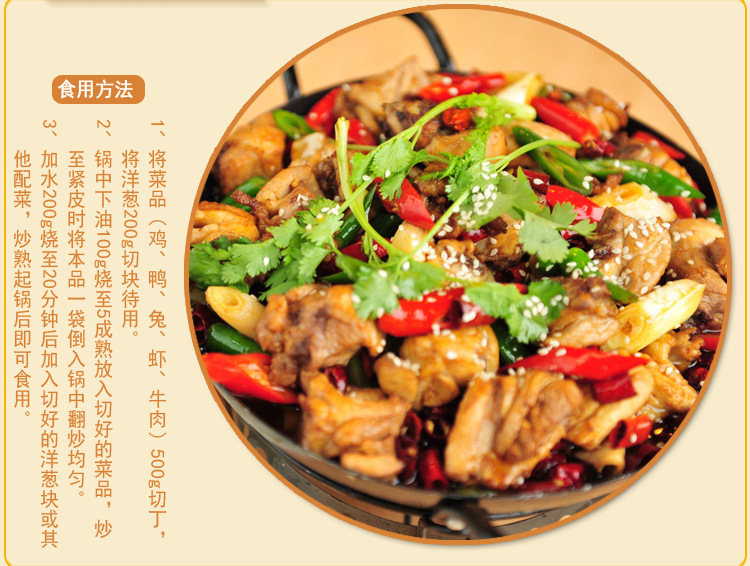 食用方法
1、将菜品（鸡、鸭、兔、虾、牛肉）500g切丁，
将洋葱200g切块待用。
2、锅中下油100g烧至5成熟放入切好的菜品，炒
至紧皮时将本品一袋倒入锅中翻炒均匀。
3、加水200g烧至20分钟后加入切好的洋葱块或其
他配菜，炒熟起锅后即可食用。